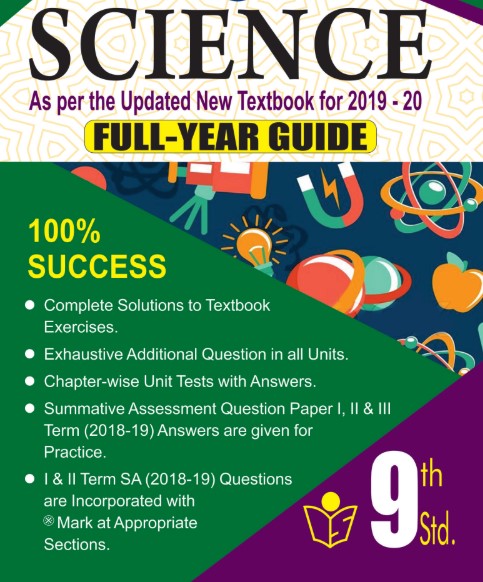 SCIENCE
As per the Updated New Textbook for 2019 - 20
FULL-YEAR GUIDE
100%
SUCCESS
• Complete Solutions to Textbook
Exercises.
• Exhaustive Additional Question in all Units.
• Chapter-wise Unit Tests with Answers.
• Summative Assessment Question Paper I, II & III
Term (2018-19) Answers are given for
Practice.
• I & II Term SA (2018-19) Questions
are Incorporated with
※ Mark at Appropriate
Sections.
9th
Std.